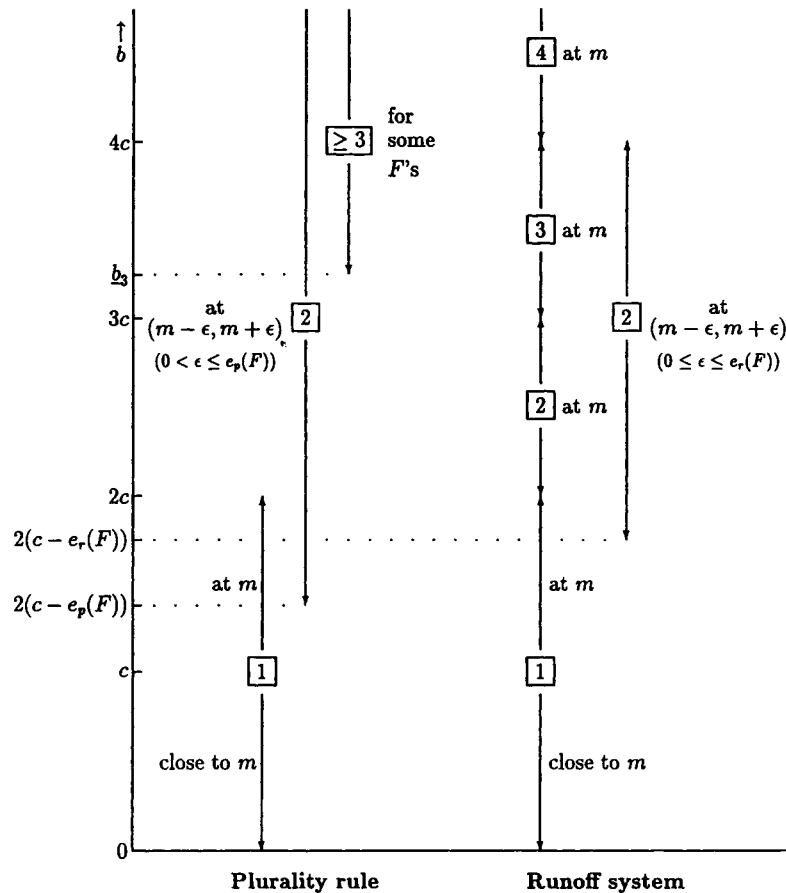 ↑
b
4 at m
4c
≥ 3
for
some
F's
3 at m
b̲₃
at
(m − ϵ, m + ϵ)
(0 < ϵ ≤ eₚ(F))
2
3c
2
at
(m − ϵ, m + ϵ)
(0 ≤ ϵ ≤ eᵣ(F))
2 at m
2c
2(c − eᵣ(F))
at m
at m
2(c − eₚ(F))
c
1
1
close to m
close to m
0
Plurality rule
Runoff system